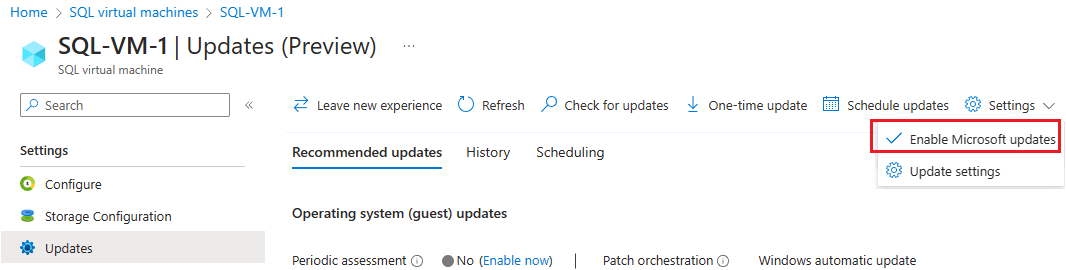 Home > SQL virtual machines > SQL-VM-1
SQL-VM-1 | Updates (Preview) ...
SQL virtual machine
Search «
Leave new experience Refresh Check for updates One-time update Schedule updates Settings
Enable Microsoft updates
Update settings
Settings
Configure
Storage Configuration
Updates
Recommended updates History Scheduling
Operating system (guest) updates
Periodic assessment No (Enable now) | Patch orchestration Windows automatic update